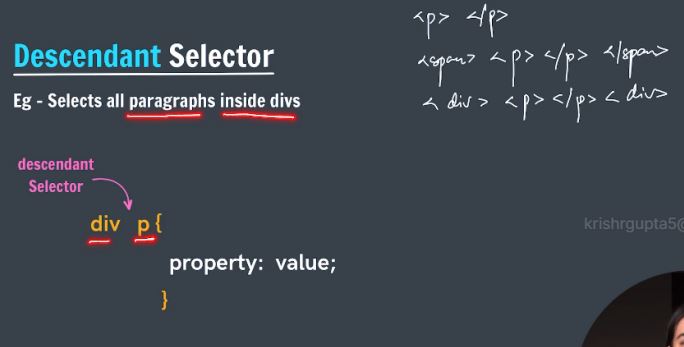 Descendant Selector
Eg - Selects all paragraphs inside divs
descendant
Selector
div p {
property: value;
}
<p> </p>
<span> <p> </p> </span>
<div> <p> </p> <div>
krishrgupta5@